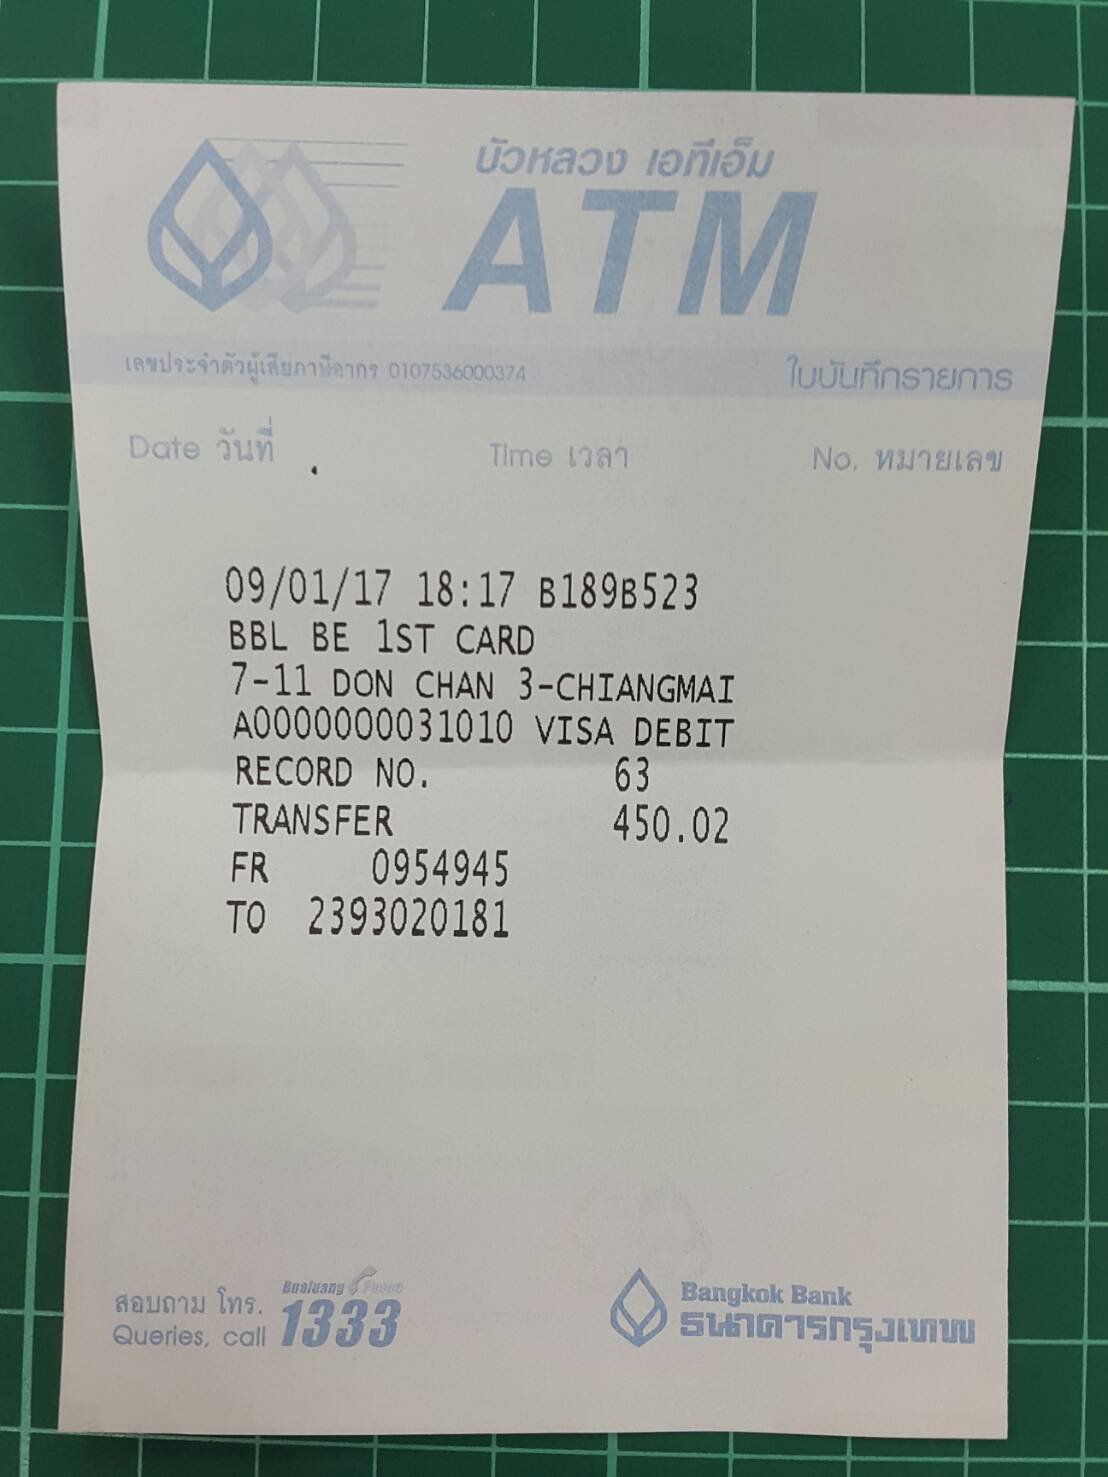 บัวหลวง เอทีเอ็ม
ATM
เลขประจำตัวผู้เสียภาษีอากร 0107536000374 ใบบันทึกรายการ
Date วันที่ Time เวลา No. หมายเลข
09/01/17 18:17 B189B523
BBL BE 1ST CARD
7-11 DON CHAN 3-CHIANGMAI
A0000000031010 VISA DEBIT
RECORD NO. 63
TRANSFER 450.02
FR 0954945
TO 2393020181
Bualuang Phone
สอบถาม โทร. 1333
Queries, call
Bangkok Bank
ธนาคารกรุงเทพ